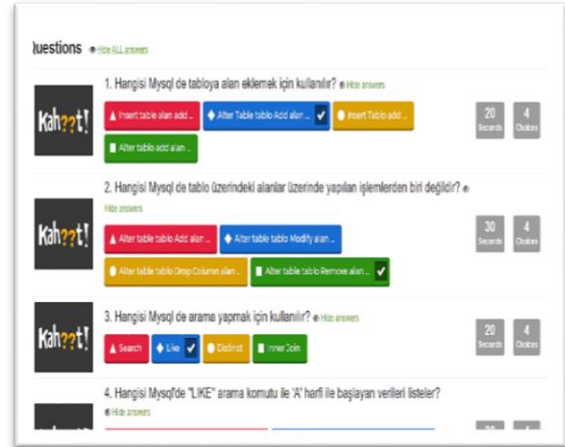 Questions Hide ALL answers
1. Hangisi Mysql de tabloya alan eklemek için kullanılır? Hide answers
Kah??t!
Insert table alan add ...
Alter Table tablo Add alan ...
Insert Tablo add ...
Alter tablo add alan ...
20 Seconds
4 Choices
2. Hangisi Mysql de tablo üzerindeki alanlar üzerinde yapılan işlemlerden biri değildir?
Hide answers
Kah??t!
Alter table tablo Add alan ...
Alter table tablo Modify alan ...
Alter table tablo Drop Column alan ...
Alter table tablo Remove alan ...
30 Seconds
4 Choices
3. Hangisi Mysql de arama yapmak için kullanılır? Hide answers
Kah??t!
Search
Like
Distinct
Inner Join
20 Seconds
4 Choices
4. Hangisi Mysql'de "LIKE" arama komutu ile 'A' harfi ile başlayan verileri listeler?
Hide answers